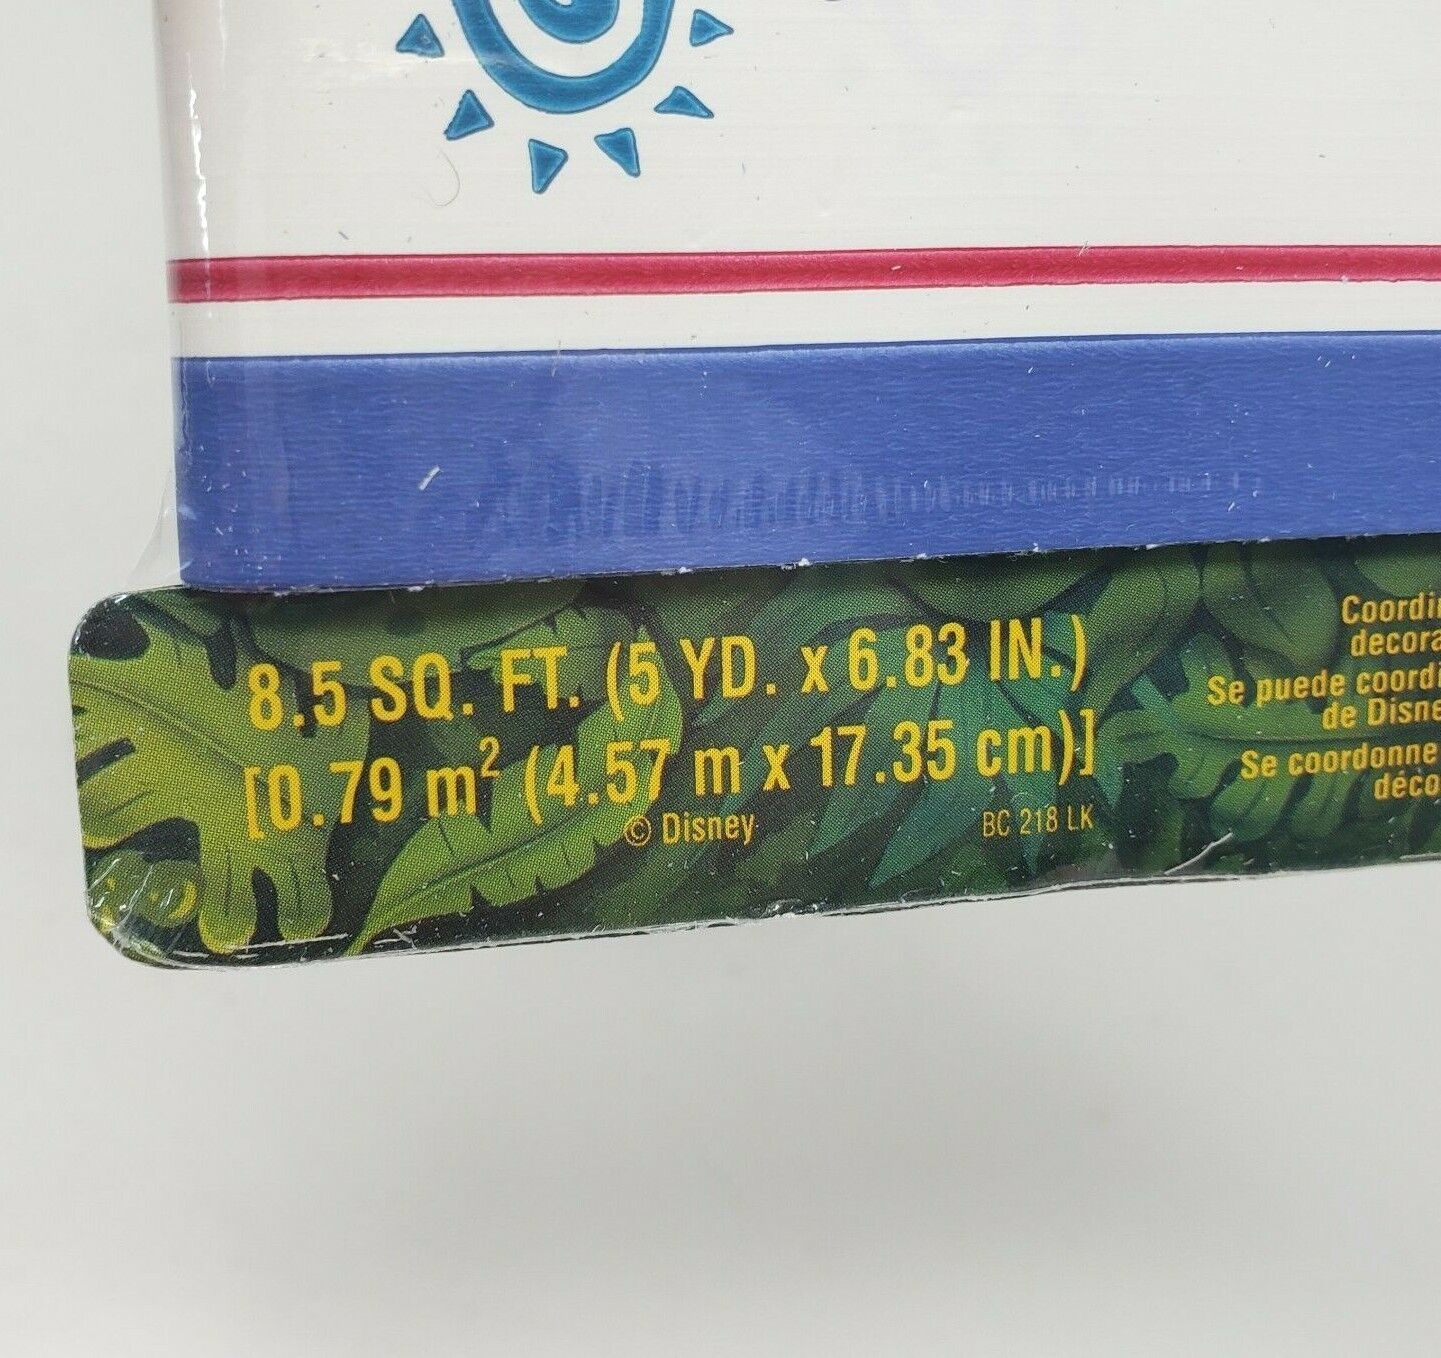 8.5 SQ. FT. (5 YD. x 6.83 IN.)
[0.79 m² (4.57 m x 17.35 cm)]
© Disney
BC 218 LK
Se puede
de
Se coordonne